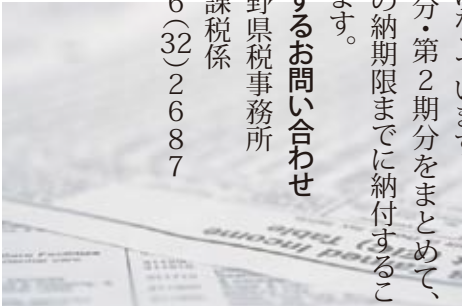 分・第２期分をまとめて、
の納期限までに納付するこ
ます。
するお問い合わせ
野県税事務所
課税係
６（32）２６８７
Income
Table